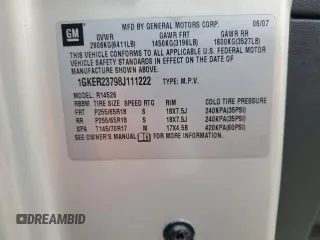 GM
MFD BY GENERAL MOTORS CORP. 06/07
GVWR GAWR FRT GAWR RR
2908KG(6411LB) 1450KG(3196LB) 1600KG(3527LB)
THIS VEHICLE CONFORMS TO ALL APPLICABLE U.S. FEDERAL MOTOR
VEHICLE SAFETY STANDARDS IN EFFECT ON THE DATE OF
MANUFACTURE SHOWN ABOVE.
1GKER23798J111222 TYPE: M.P.V.
MODEL: R14526
TIRE SIZE SPEED RTG RIM COLD TIRE PRESSURE
FRT P255/65R18 S 18X7.5J 240KPA(35PSI)
RR P255/65R18 S 18X7.5J 240KPA(35PSI)
SPA T145/70R17 M 17X4.5B 420KPA(60PSI)
SEE OWNER'S MANUAL FOR MORE INFORMATION.
DREAMBID